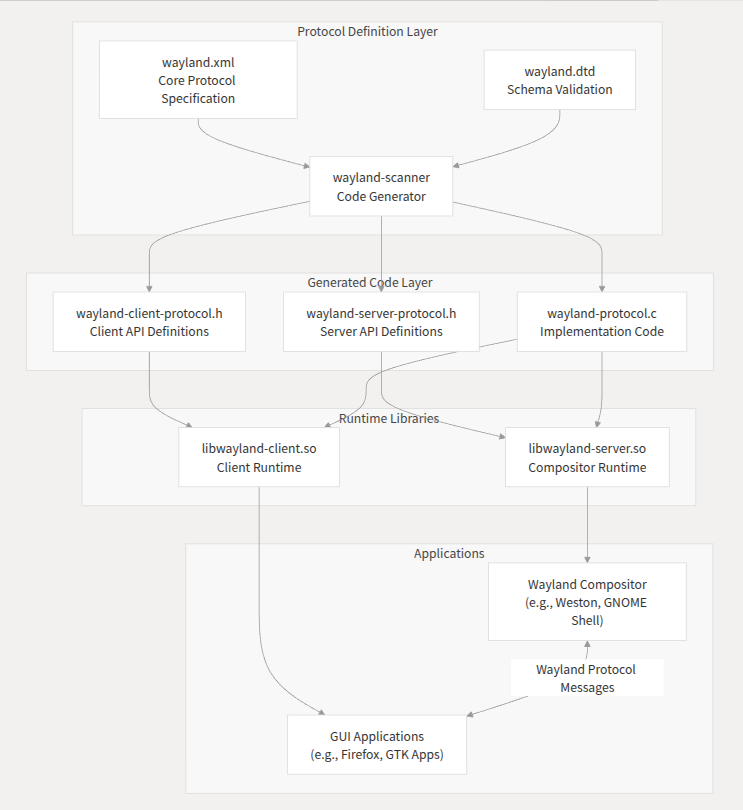 Protocol Definition Layer
wayland.xml
Core Protocol
Specification
wayland.dtd
Schema Validation
wayland-scanner
Code Generator
Generated Code Layer
wayland-client-protocol.h
Client API Definitions
wayland-server-protocol.h
Server API Definitions
wayland-protocol.c
Implementation Code
Runtime Libraries
libwayland-client.so
Client Runtime
libwayland-server.so
Compositor Runtime
Applications
Wayland Compositor
(e.g., Weston, GNOME
Shell)
Wayland Protocol
Messages
GUI Applications
(e.g., Firefox, GTK Apps)